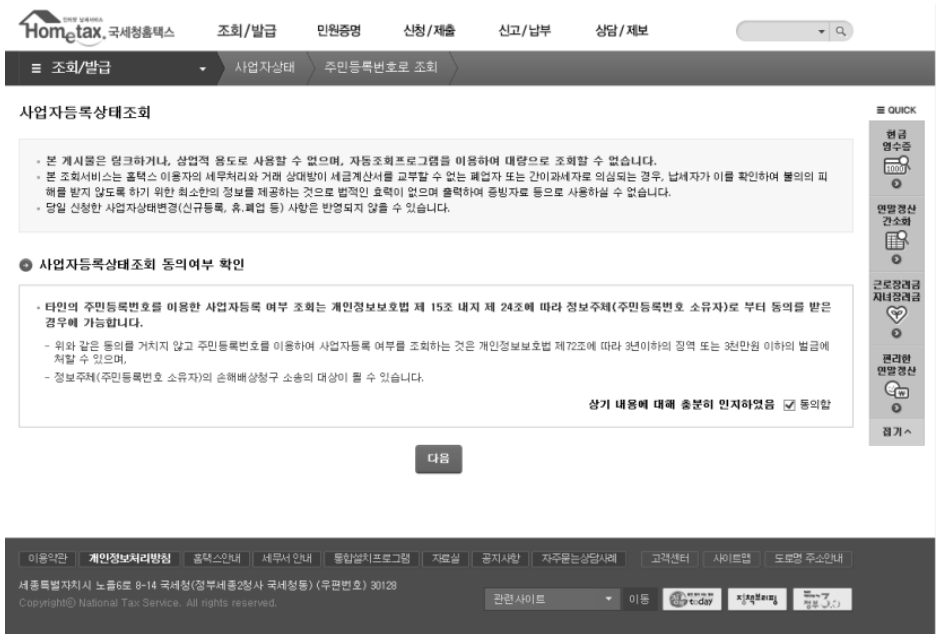 인터넷 납세서비스
Hometax. 국세청홈택스
조회/발급 민원증명 신청/제출 신고/납부 상담/제보
조회/발급 사업자상태 주민등록번호로 조회
사업자등록상태조회
QUICK
현금
영수증
연말정산
간소화
근로장려금
자녀장려금
편리한
연말정산
접기
본 게시물은 링크하거나, 상업적 용도로 사용할 수 없으며, 자동조회프로그램을 이용하여 대량으로 조회할 수 없습니다.
본 조회서비스는 홈택스 이용자의 세무처리와 거래 상대방이 세금계산서를 교부할 수 없는 폐업자 또는 간이과세자로 의심되는 경우, 납세자가 이를 확인하여 불의의 피
해를 받지 않도록 하기 위한 최소한의 정보를 제공하는 것으로 법적인 효력이 없으며 출력하여 증빙자료 등으로 사용하실 수 없습니다.
당일 신청한 사업자상태변경(신규등록, 휴.폐업 등) 사항은 반영되지 않을 수 있습니다.
사업자등록상태조회 동의여부 확인
타인의 주민등록번호를 이용한 사업자등록 여부 조회는 개인정보보호법 제 15조 내지 제 24조에 따라 정보주체(주민등록번호 소유자)로 부터 동의를 받은
경우에 가능합니다.
- 위와 같은 동의를 거치지 않고 주민등록번호를 이용하여 사업자등록 여부를 조회하는 것은 개인정보보호법 제72조에 따라 3년이하의 징역 또는 3천만원 이하의 벌금에
처할 수 있으며,
- 정보주체(주민등록번호 소유자)의 손해배상청구 소송의 대상이 될 수 있습니다.
상기 내용에 대해 충분히 인지하였음 동의함
다음
이용약관 개인정보처리방침 홈택스안내 세무서 안내 통합설치프로그램 자료실 공지사항 자주묻는상담사례 고객센터 사이트맵 도로명 주소안내
세종특별자치시 노을6로 8-14 국세청(정부세종2청사 국세청동) (우편번호) 30128
Copyrightⓒ National Tax Service. All rights reserved.
관련사이트 이동 today 정책브리핑 정부 3.0